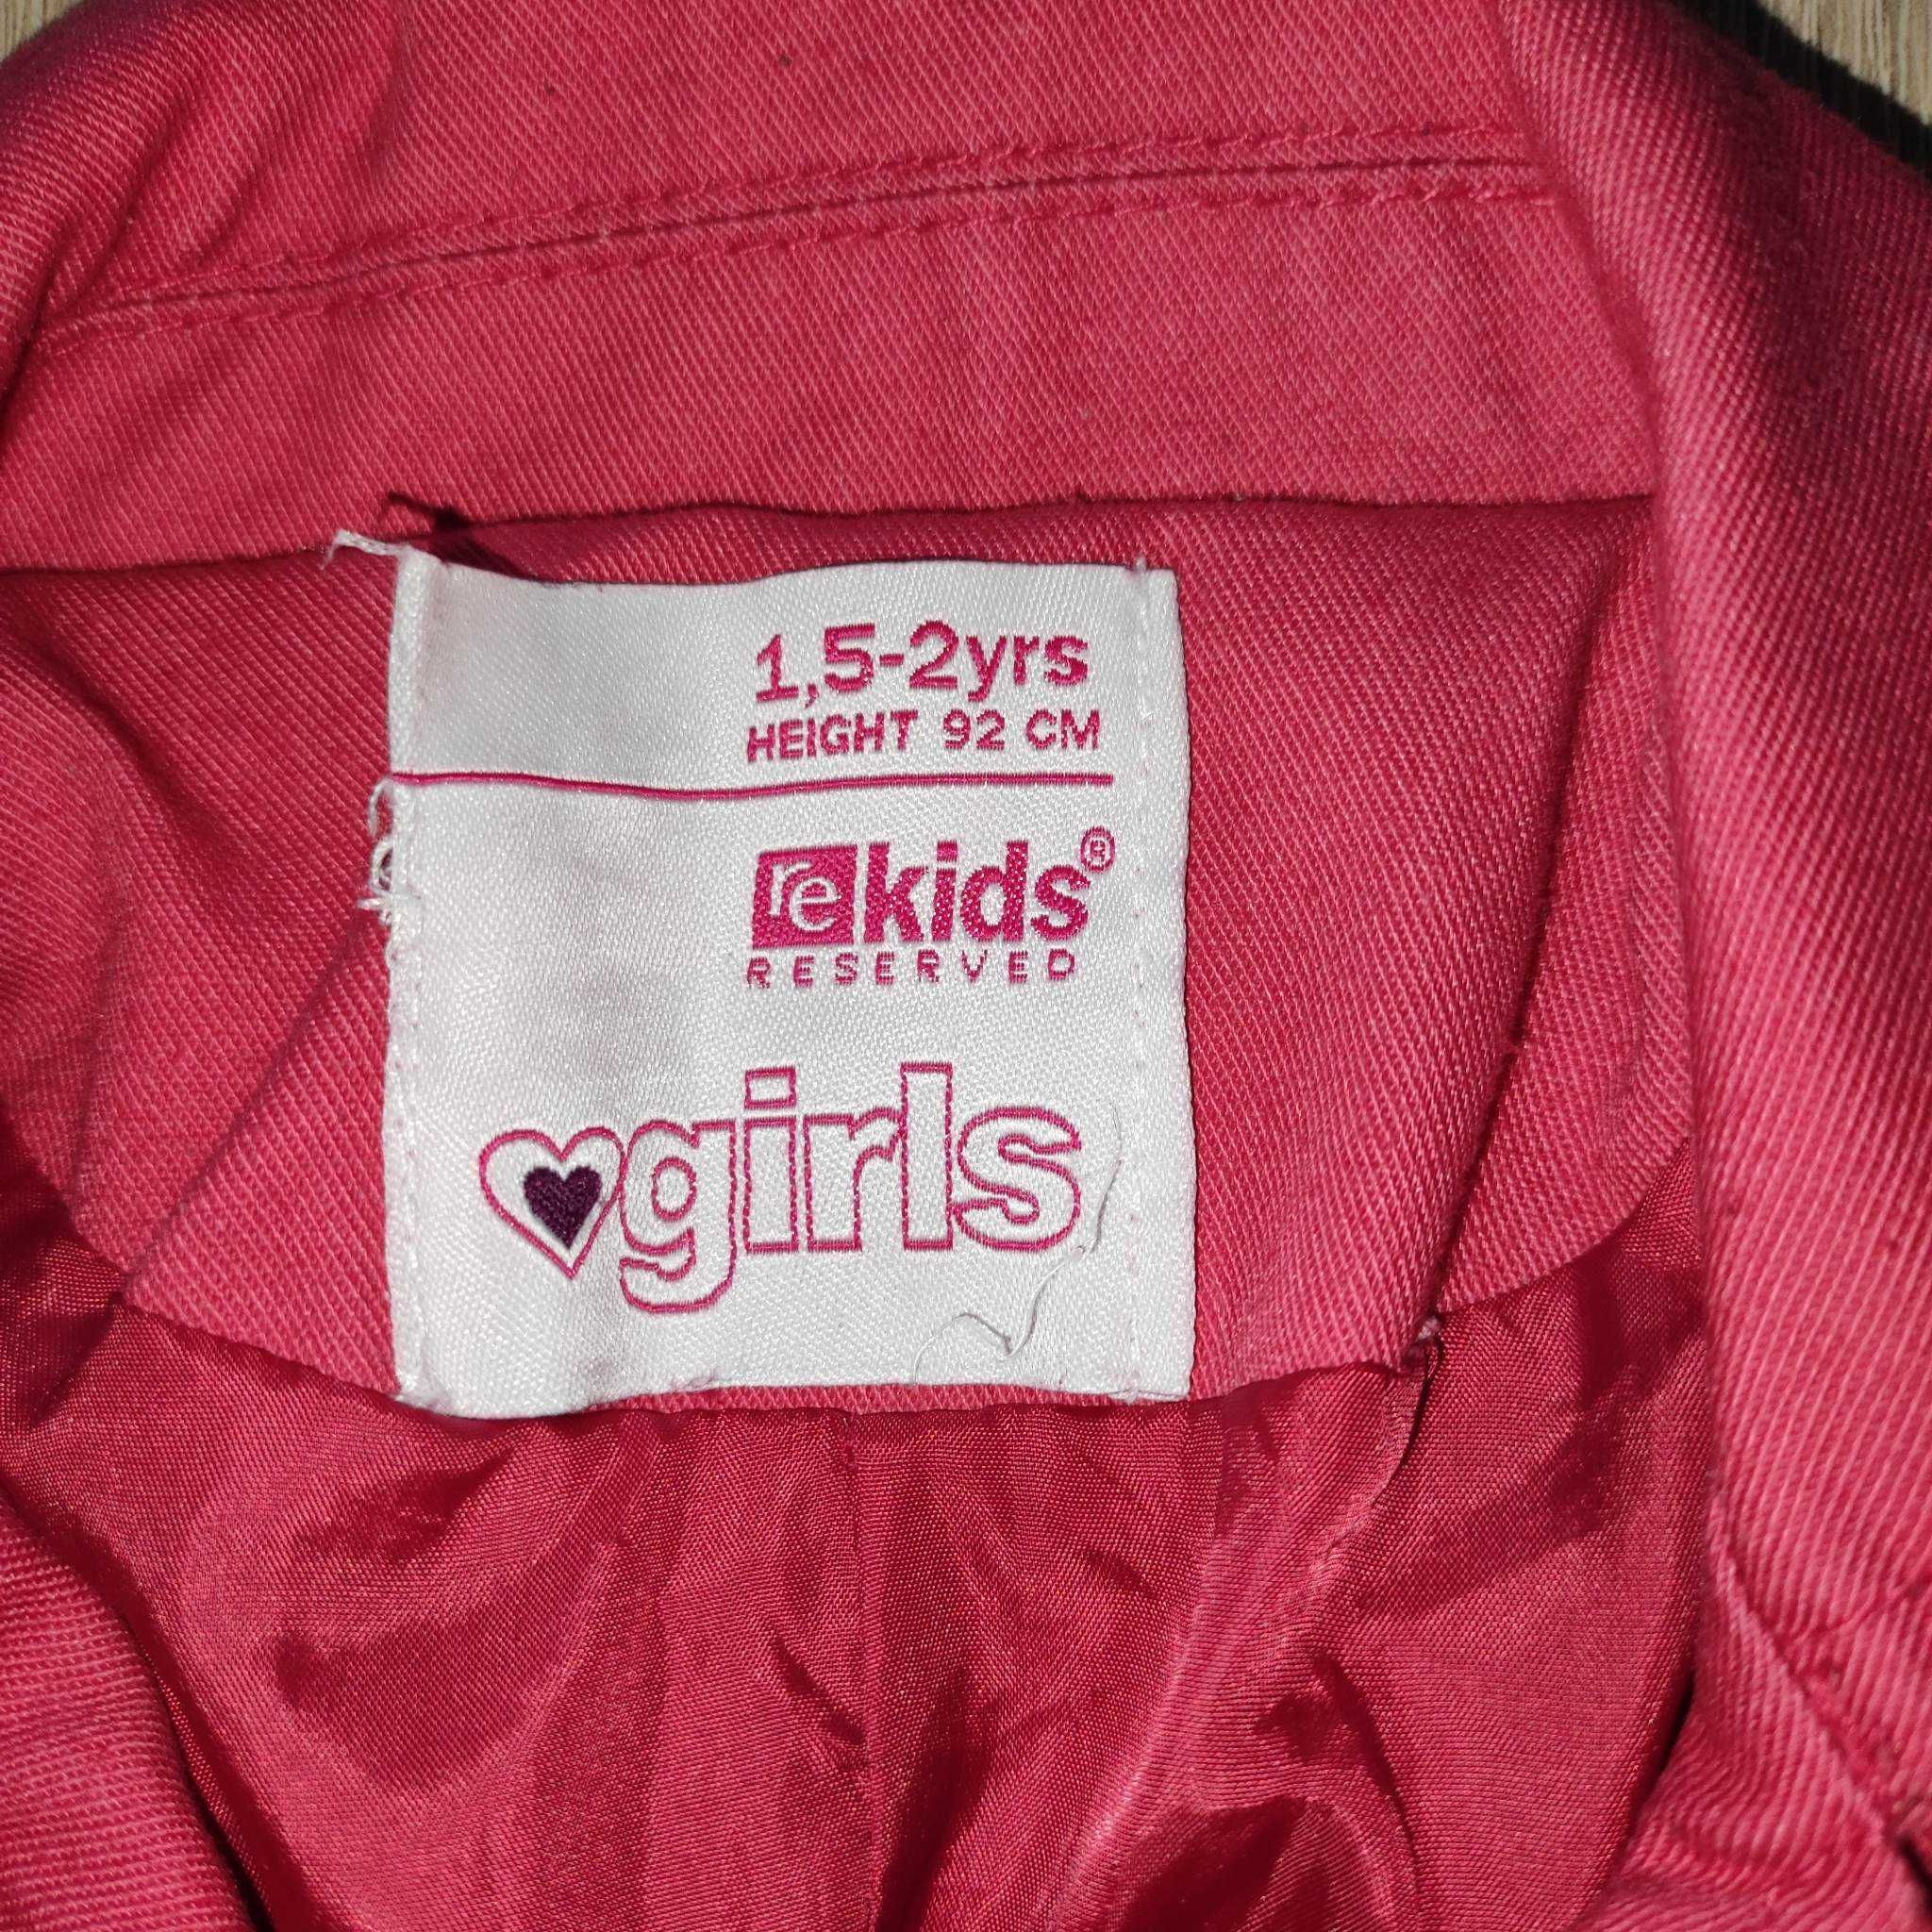 1,5-2yrs
HEIGHT 92 CM
re kids®
RESERVED
girls